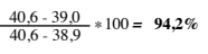 40,6 - 39,0
40,6 - 38,9
*100 = 94,2%